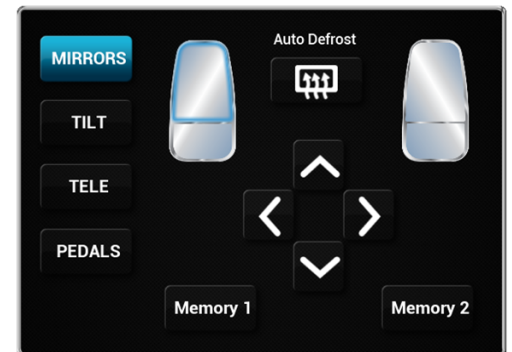 Auto Defrost
MIRRORS
TILT
TELE
PEDALS
Memory 1
Memory 2